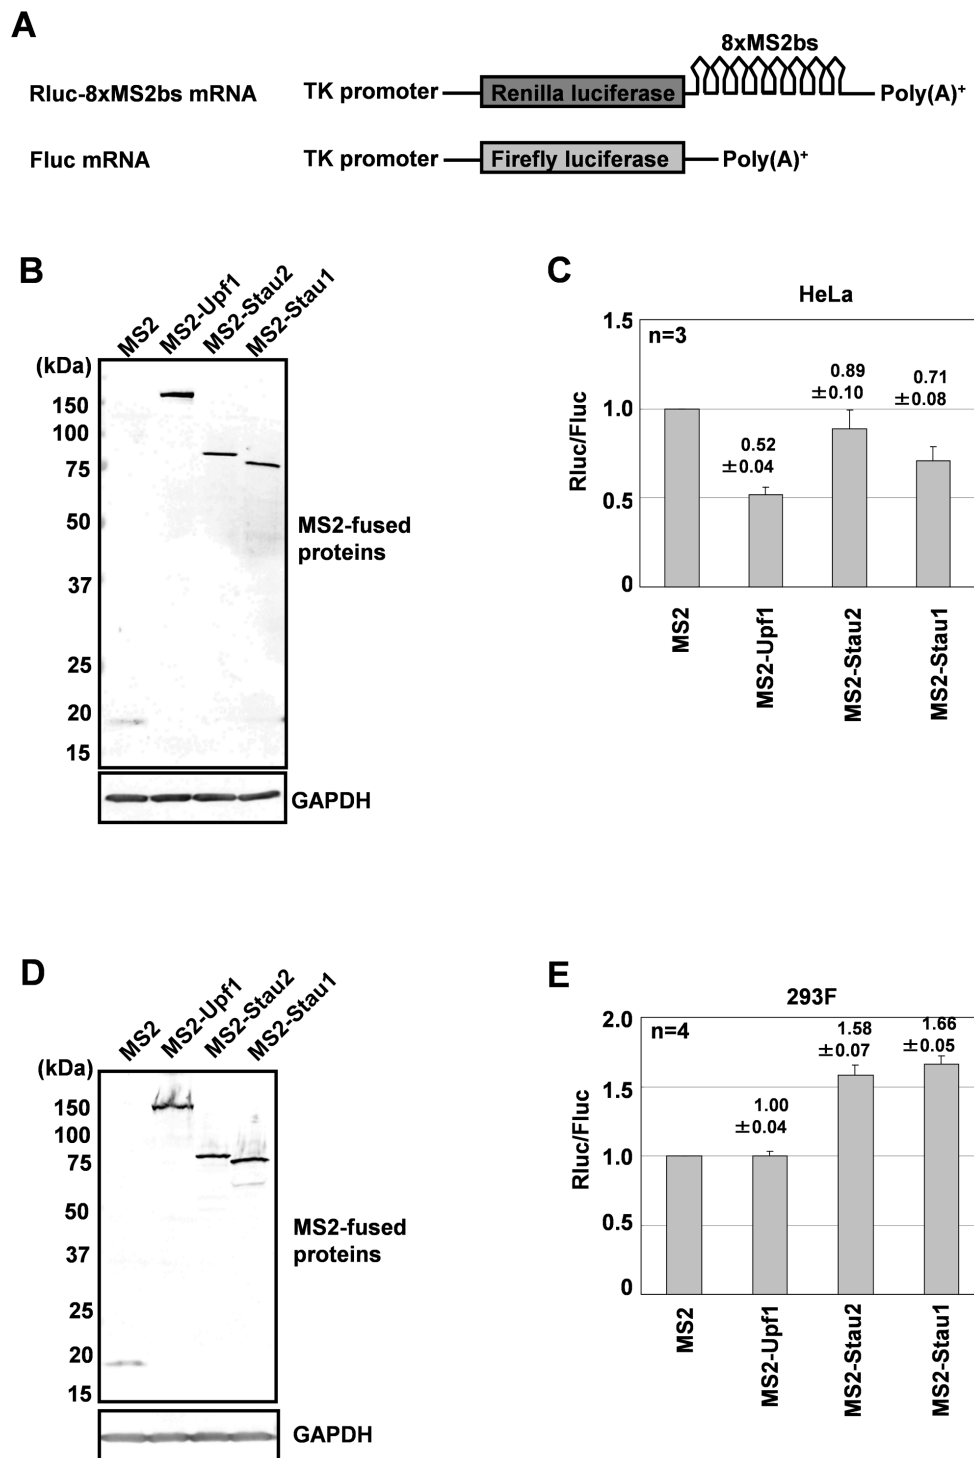 A
8xMS2bs
Rluc-8xMS2bs mRNA TK promoter Renilla luciferase Poly(A)+
Fluc mRNA TK promoter Firefly luciferase Poly(A)+
B
MS2 MS2-Upf1 MS2-Stau2 MS2-Stau1
(kDa)
150
100
75
50
37
25
20
15
MS2-fused
proteins
GAPDH
C
HeLa
n=3
Rluc/Fluc
1.5
1.0
0.5
0
0.52
±0.04
0.89
±0.10
0.71
±0.08
MS2 MS2-Upf1 MS2-Stau2 MS2-Stau1
D
MS2 MS2-Upf1 MS2-Stau2 MS2-Stau1
(kDa)
150
100
75
50
37
25
20
15
MS2-fused
proteins
GAPDH
E
293F
n=4
Rluc/Fluc
2.0
1.5
1.0
0.5
0
1.00
±0.04
1.58
±0.07
1.66
±0.05
MS2 MS2-Upf1 MS2-Stau2 MS2-Stau1